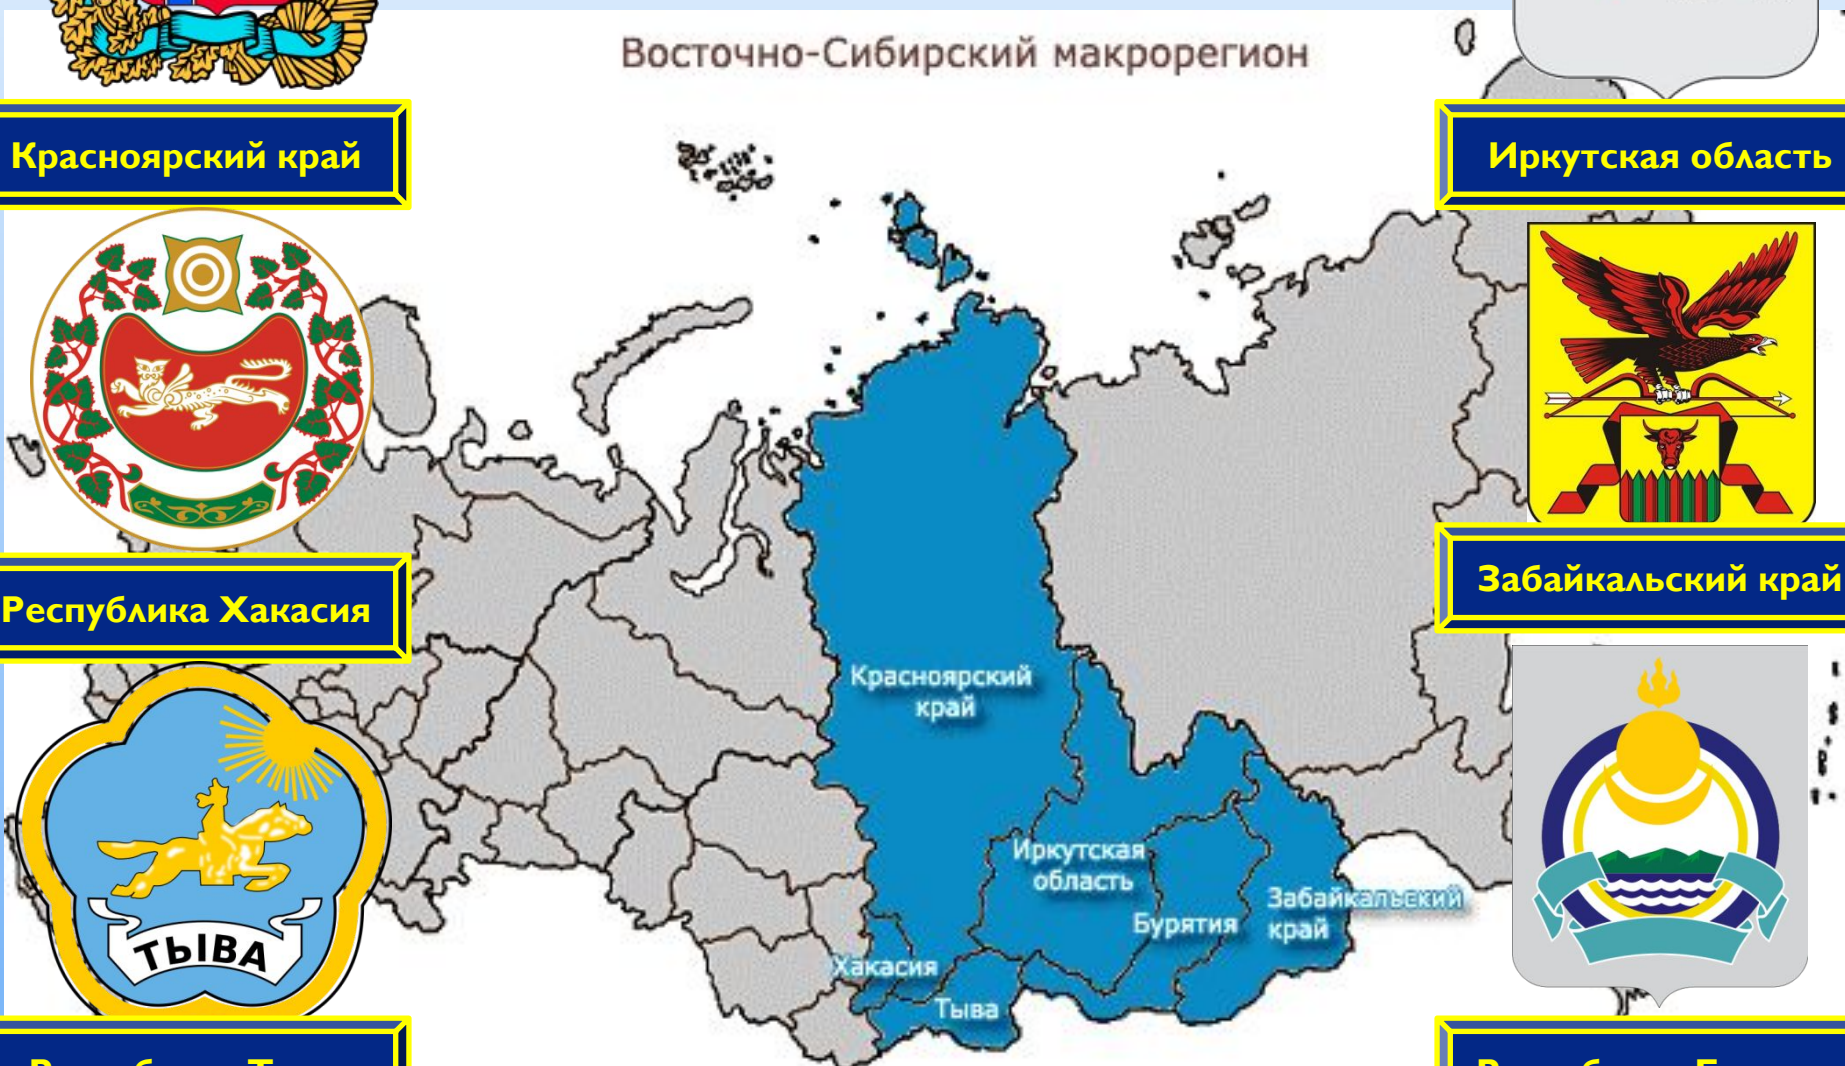 Восточно-Сибирский макрорегион
Красноярский край
Иркутская область
Республика Хакасия
Забайкальский край
Красноярский
край
Иркутская
область
Забайкальский
край
Бурятия
Хакасия
Тыва
ТЫВА